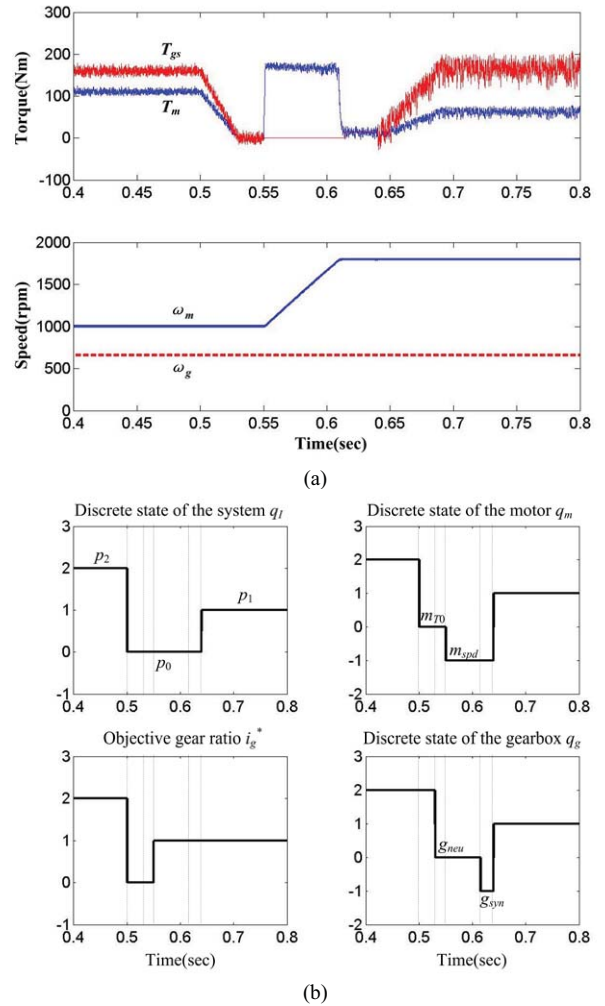 300
200
100
0
-100
Torque(Nm)
T_gs
T_m
0.4 0.45 0.5 0.55 0.6 0.65 0.7 0.75 0.8
2000
1500
1000
500
0
Speed(rpm)
ω_m
ω_g
0.4 0.45 0.5 0.55 0.6 0.65 0.7 0.75 0.8
Time(sec)
(a)
Discrete state of the system q_I
3
2
1
0
-1
p_2
p_1
p_0
0.4 0.5 0.6 0.7 0.8
Discrete state of the motor q_m
3
2
1
0
-1
-2
m_T0
m_spd
0.4 0.5 0.6 0.7 0.8
Objective gear ratio i_g^*
3
2
1
0
-1
0.4 0.5 0.6 0.7 0.8
Time(sec)
Discrete state of the gearbox q_g
3
2
1
0
-1
-2
g_neu
g_syn
0.4 0.5 0.6 0.7 0.8
Time(sec)
(b)